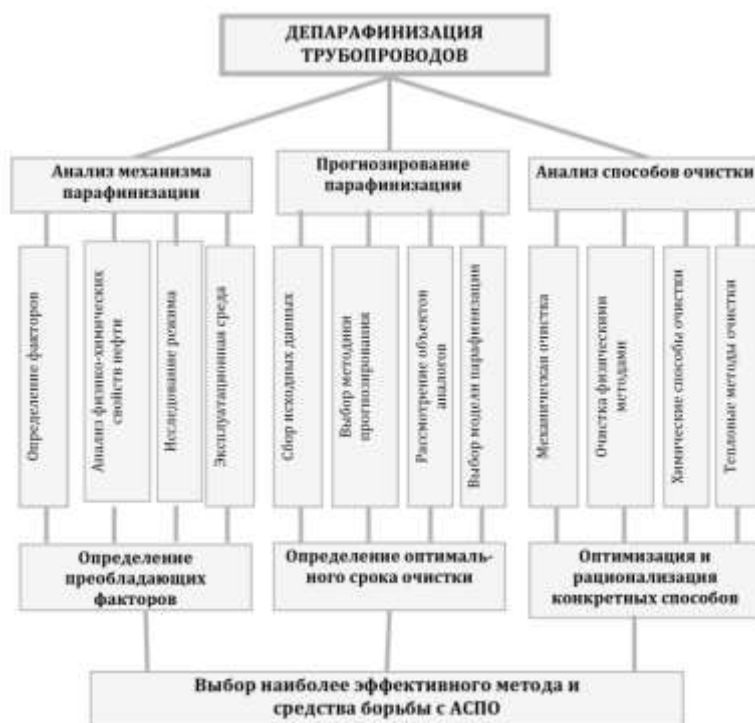 ДЕПАРАФИНИЗАЦИЯ
ТРУБОПРОВОДОВ
Анализ механизма
парафинизации
Прогнозирование
парафинизации
Анализ способов очистки
Определение факторов
Анализ физико-химических
свойств нефти
Исследование режима
Эксплуатационная среда
Сбор исходных данных
Выбор методики
прогнозирования
Рассмотрение объектов
аналогов
Выбор модели парафинизации
Механическая очистка
Очистка физическими
методами
Химические способы очистки
Тепловые методы очистки
Определение
преобладающих
факторов
Определение оптималь-
ного срока очистки
Оптимизация и
рационализация
конкретных способов
Выбор наиболее эффективного метода и
средства борьбы с АСПО